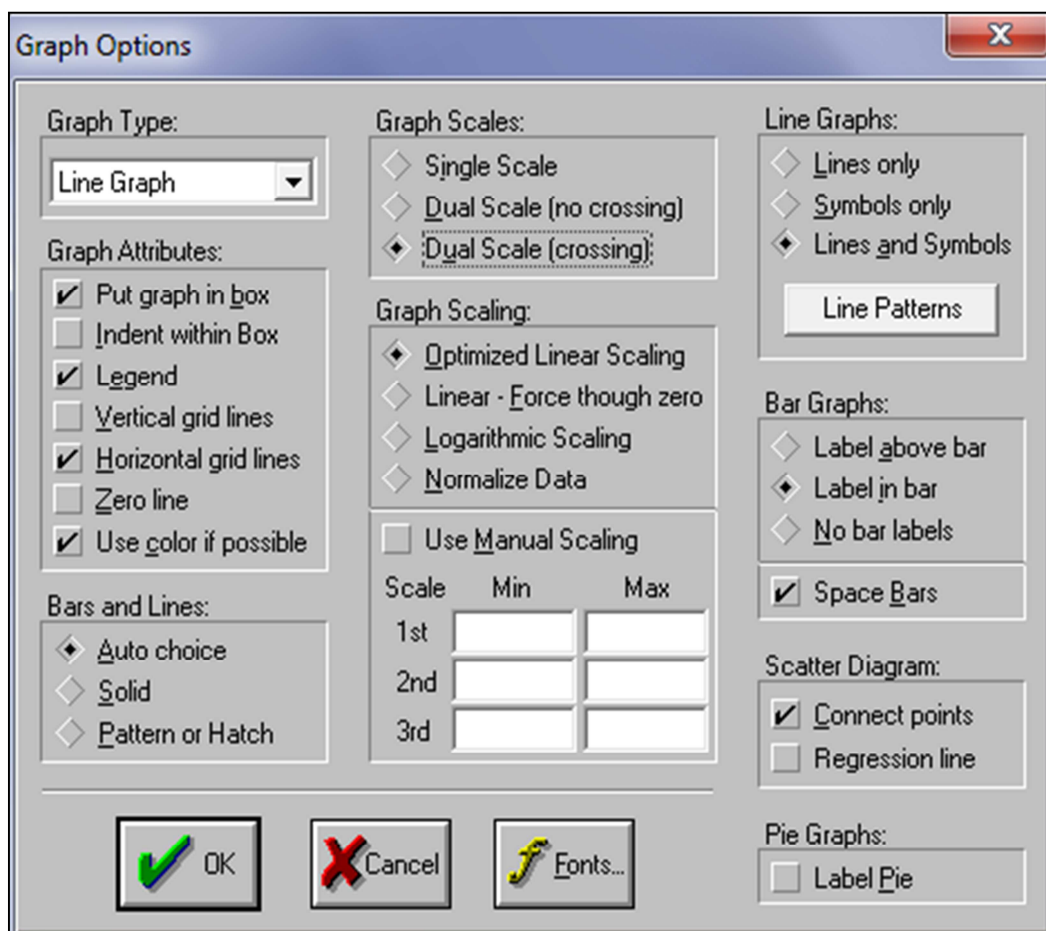 Graph Options
Graph Type:
Line Graph
Graph Attributes:
Put graph in box
Indent within Box
Legend
Vertical grid lines
Horizontal grid lines
Zero line
Use color if possible
Bars and Lines:
Auto choice
Solid
Pattern or Hatch
Graph Scales:
Single Scale
Dual Scale (no crossing)
Dual Scale (crossing)
Graph Scaling:
Optimized Linear Scaling
Linear - Force though zero
Logarithmic Scaling
Normalize Data
Use Manual Scaling
Scale Min Max
1st
2nd
3rd
Line Graphs:
Lines only
Symbols only
Lines and Symbols
Line Patterns
Bar Graphs:
Label above bar
Label in bar
No bar labels
Space Bars
Scatter Diagram:
Connect points
Regression line
Pie Graphs:
Label Pie
OK
Cancel
Fonts...